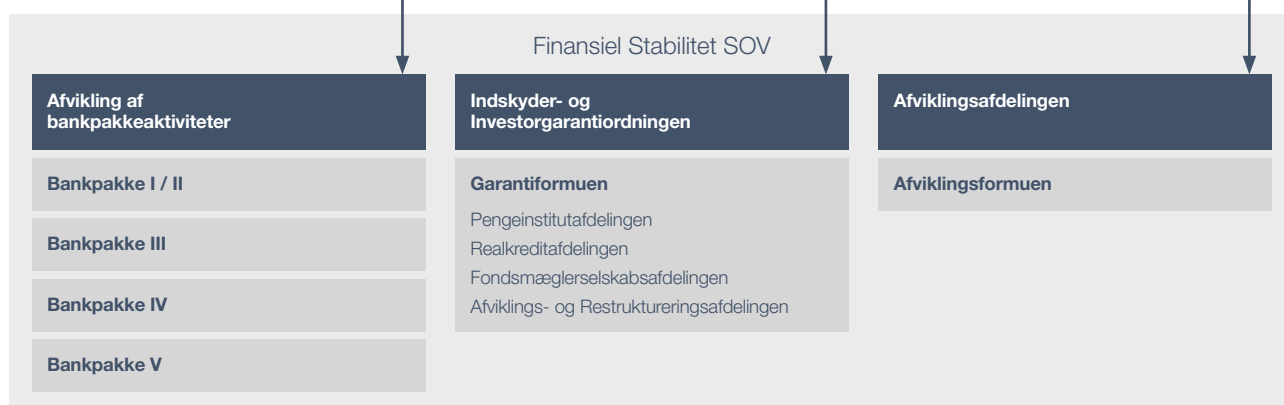 Finansiel Stabilitet SOV
Afvikling af
bankpakkeaktiviteter
Bankpakke I / II
Bankpakke III
Bankpakke IV
Bankpakke V
Indskyder- og
Investorgarantiordningen
Garantiformuen
Pengeinstitutafdelingen
Realkreditafdelingen
Fondsmæglerselskabsafdelingen
Afviklings- og Restruktureringsafdelingen
Afviklingsafdelingen
Afviklingsformuen